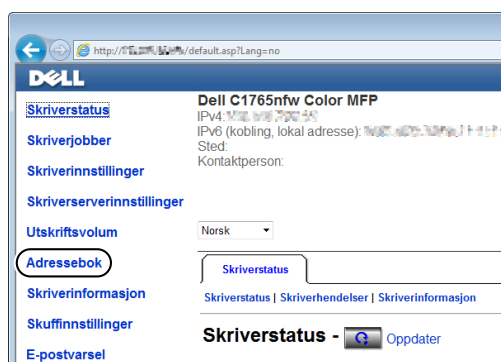 http:// /default.asp?Lang=no
DELL
Skriverstatus
Skriverjobber
Skriverinnstillinger
Skriverserverinnstillinger
Utskriftsvolum
Adressebok
Skriverinformasjon
Skuffinnstillinger
E-postvarsel
Dell C1765nfw Color MFP
IPv4:
IPv6 (kobling, lokal adresse):
Sted:
Kontaktperson:
Norsk
Skriverstatus
Skriverstatus | Skriverhendelser | Skriverinformasjon
Skriverstatus - Oppdater